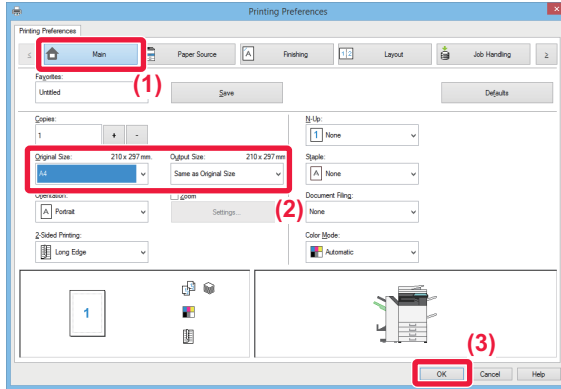 Printing Preferences
Printing Preferences
Main
Paper Source
A
Finishing
1 2
Layout
Job Handling
Favorites:
(1)
Untitled
Save
Defaults
Copies:
N-Up:
1
+
-
1
None
Original Size:
210 x 297 mm.
Output Size:
210 x 297 mm.
Staple:
A4
Same as Original Size
A
None
Orientation:
Zoom
(2)
Document Filing:
A
Portrait
Settings...
None
2-Sided Printing:
Color Mode:
Long Edge
Automatic
1
(3)
OK
Cancel
Help